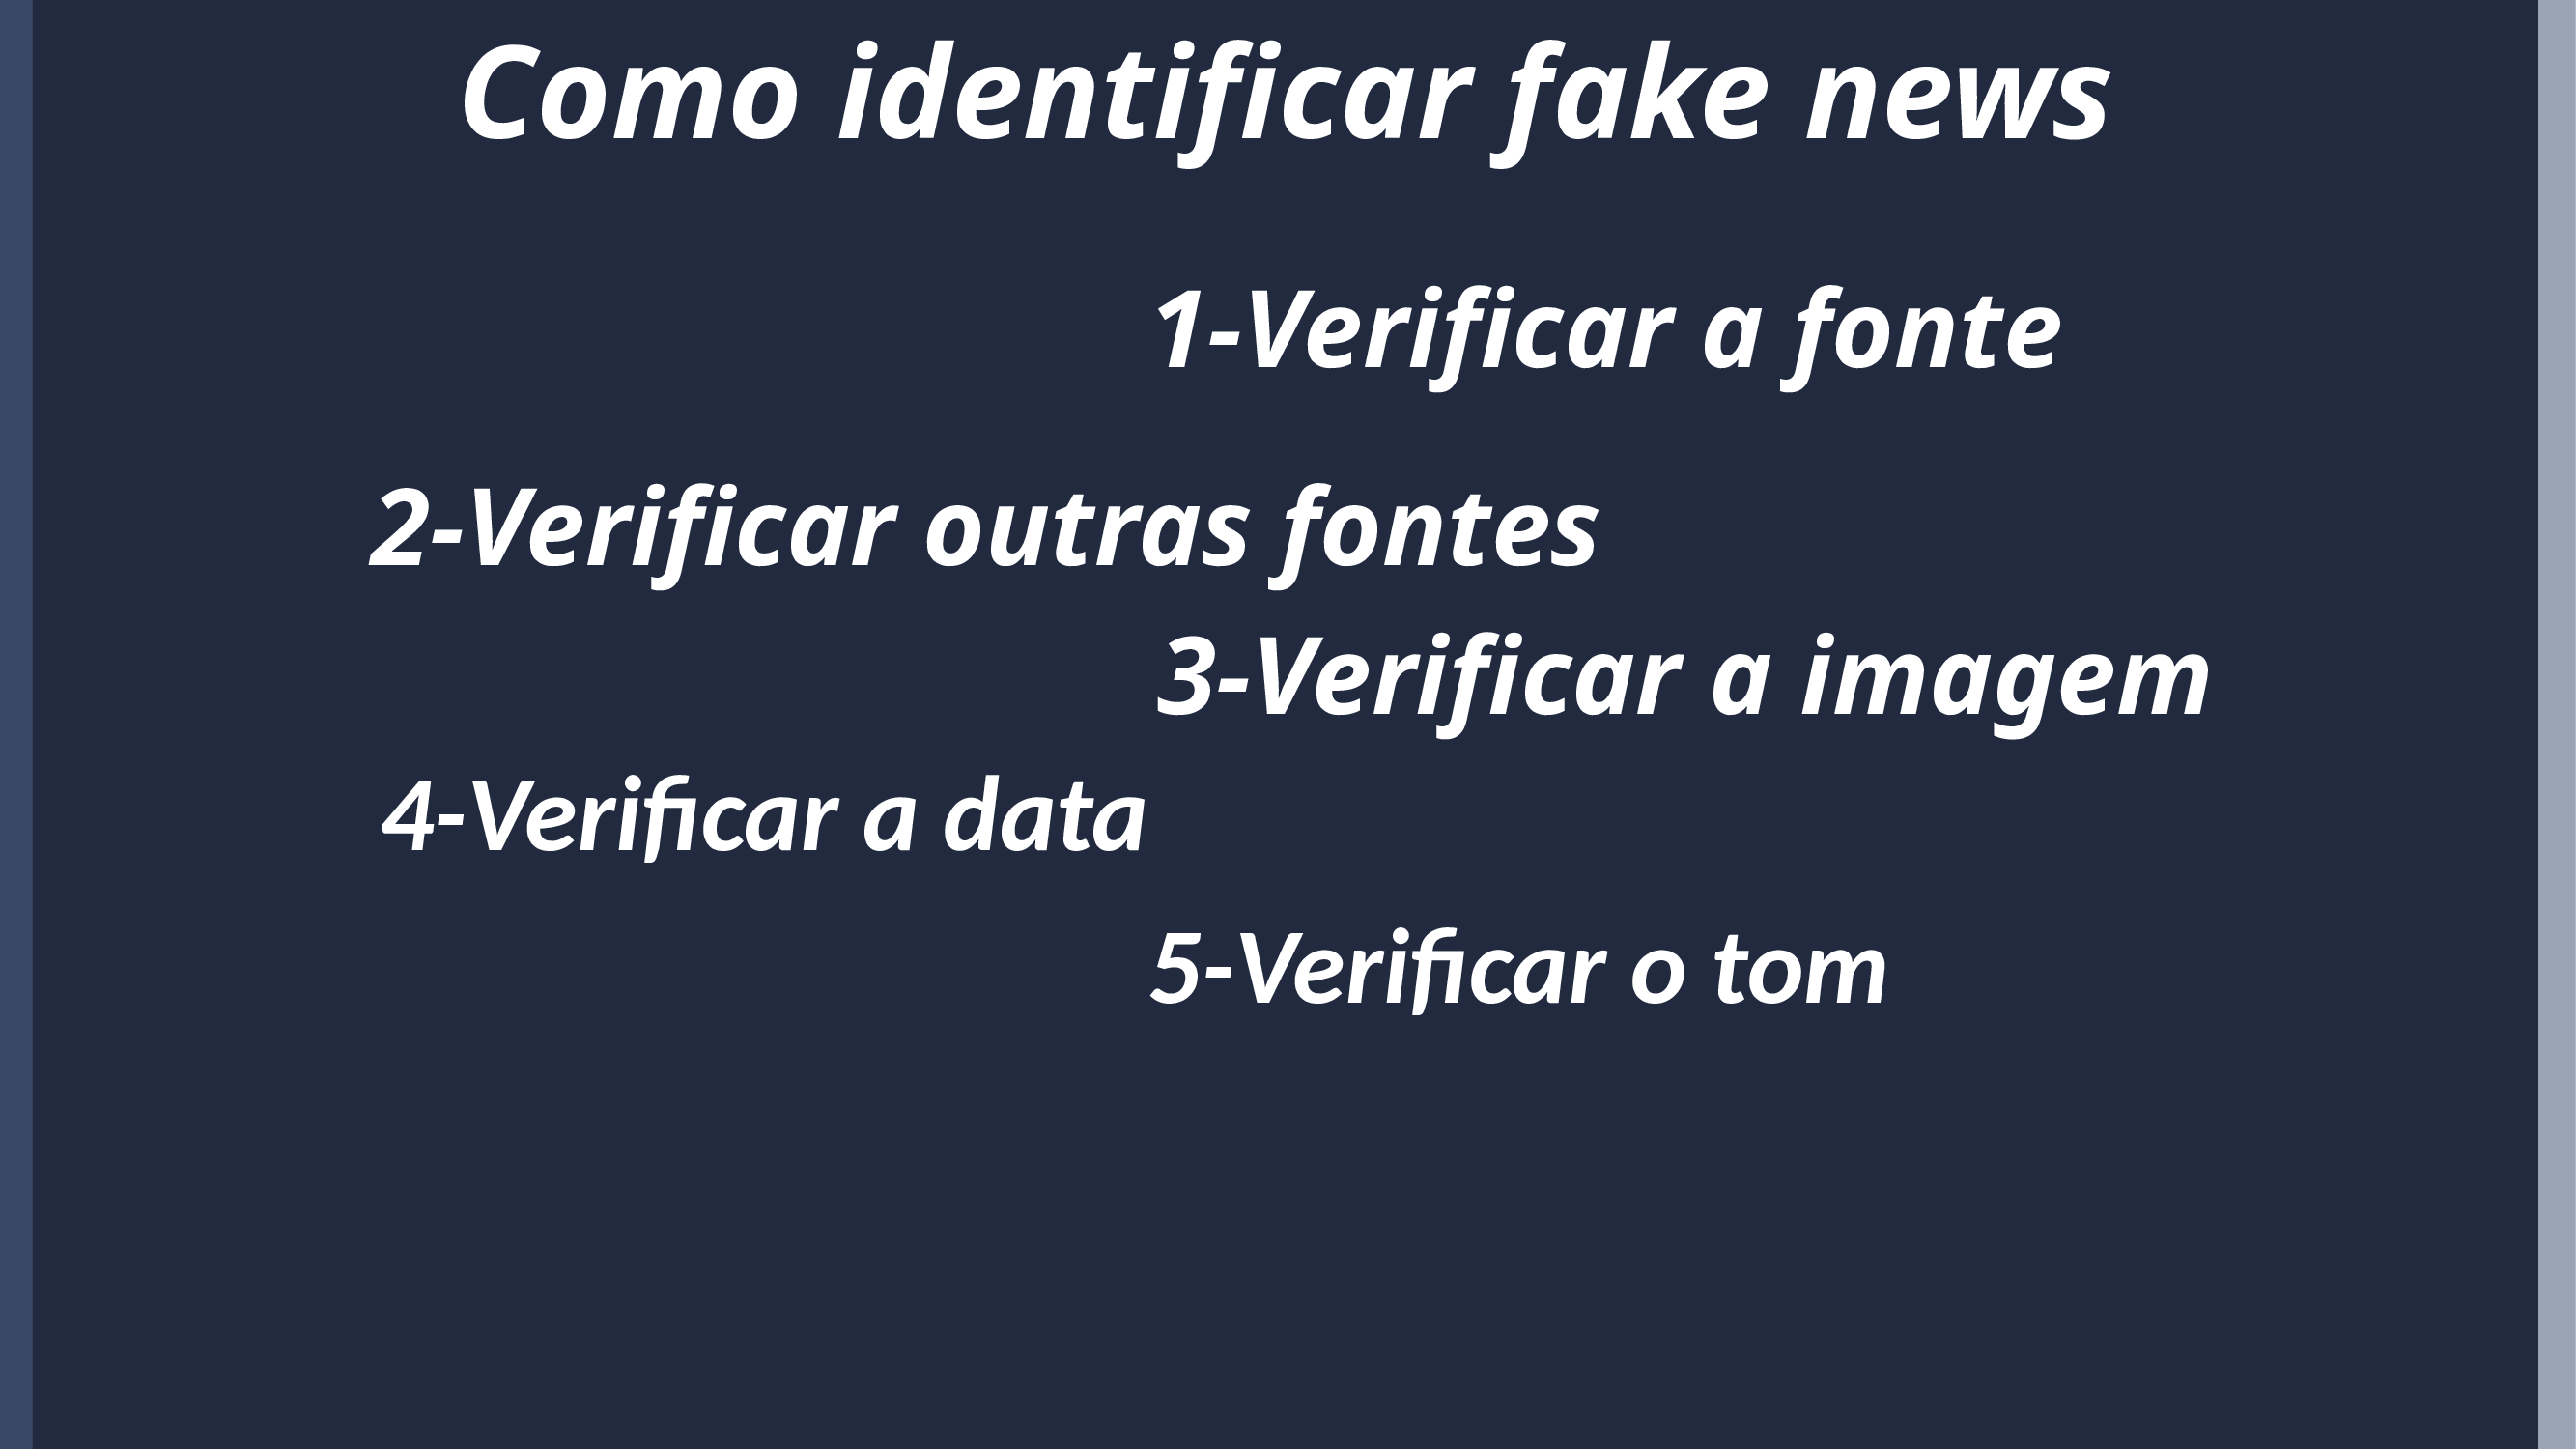 Como identificar fake news
1-Verificar a fonte
2-Verificar outras fontes
3-Verificar a imagem
4-Verificar a data
5-Verificar o tom